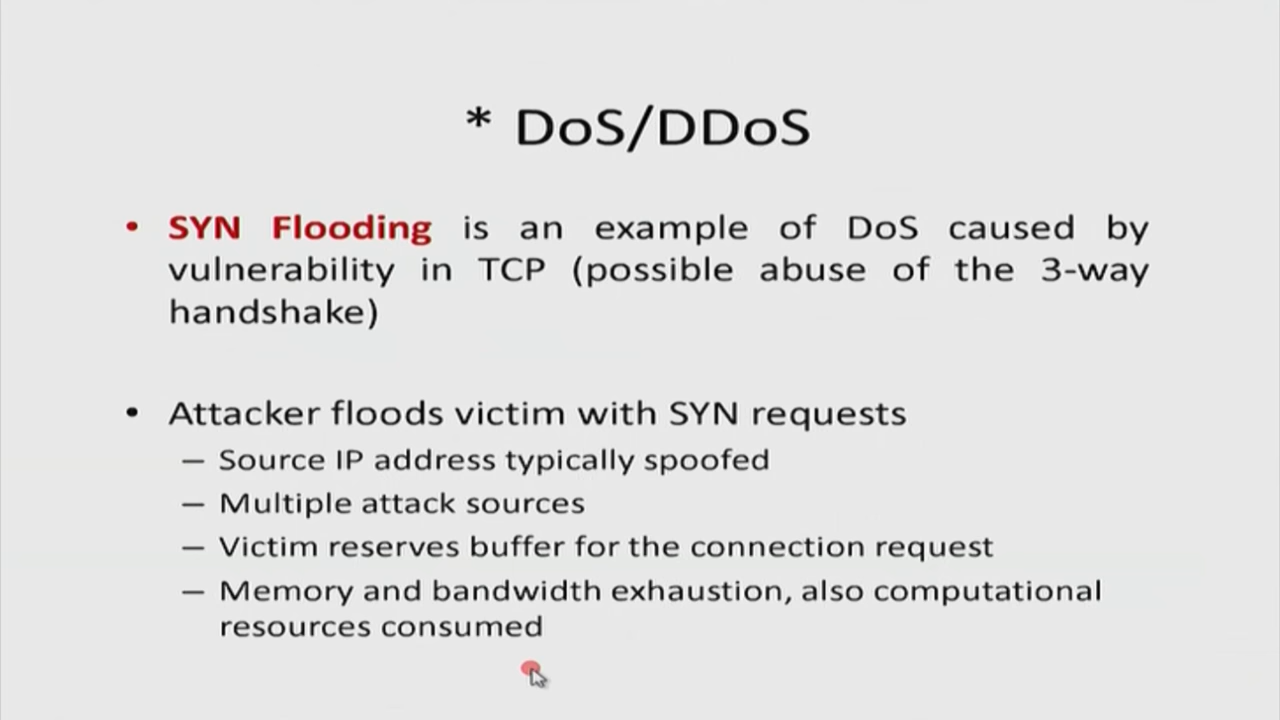 * DoS/DDoS
• SYN Flooding is an example of DoS caused by
vulnerability in TCP (possible abuse of the 3-way
handshake)
• Attacker floods victim with SYN requests
– Source IP address typically spoofed
– Multiple attack sources
– Victim reserves buffer for the connection request
– Memory and bandwidth exhaustion, also computational
resources consumed